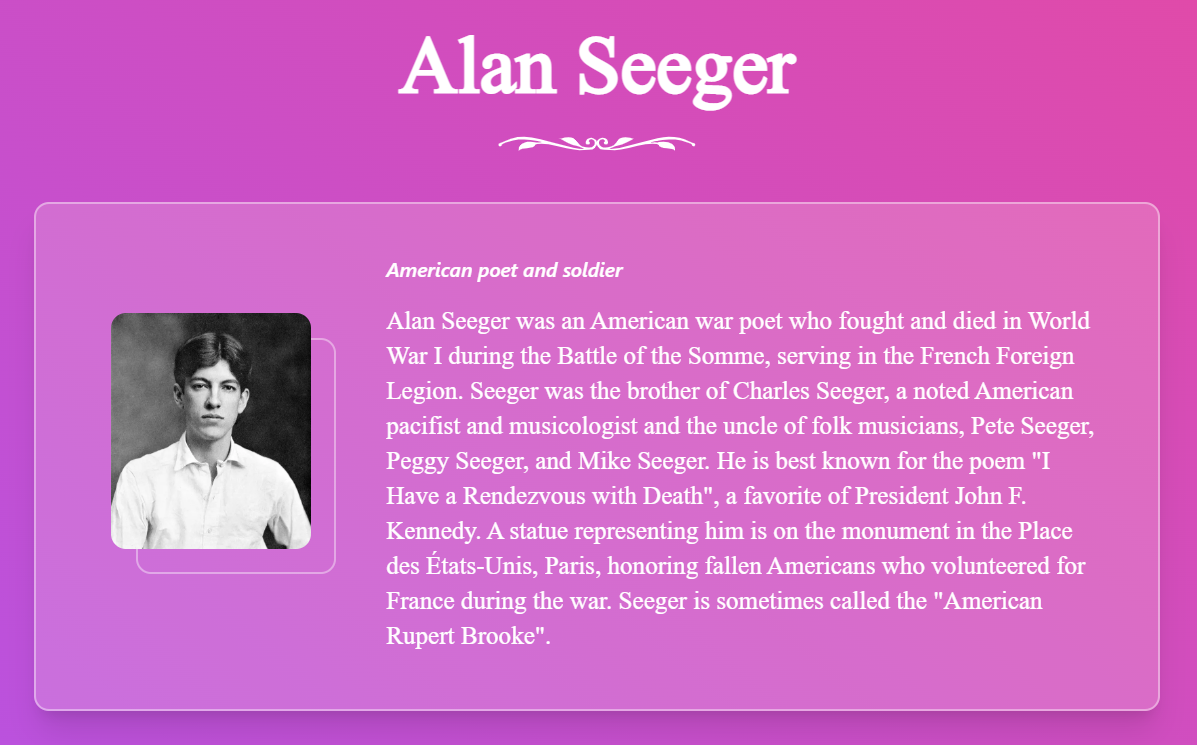 Alan Seeger
American poet and soldier
Alan Seeger was an American war poet who fought and died in World
War I during the Battle of the Somme, serving in the French Foreign
Legion. Seeger was the brother of Charles Seeger, a noted American
pacifist and musicologist and the uncle of folk musicians, Pete Seeger,
Peggy Seeger, and Mike Seeger. He is best known for the poem "I
Have a Rendezvous with Death", a favorite of President John F.
Kennedy. A statue representing him is on the monument in the Place
des États-Unis, Paris, honoring fallen Americans who volunteered for
France during the war. Seeger is sometimes called the "American
Rupert Brooke".